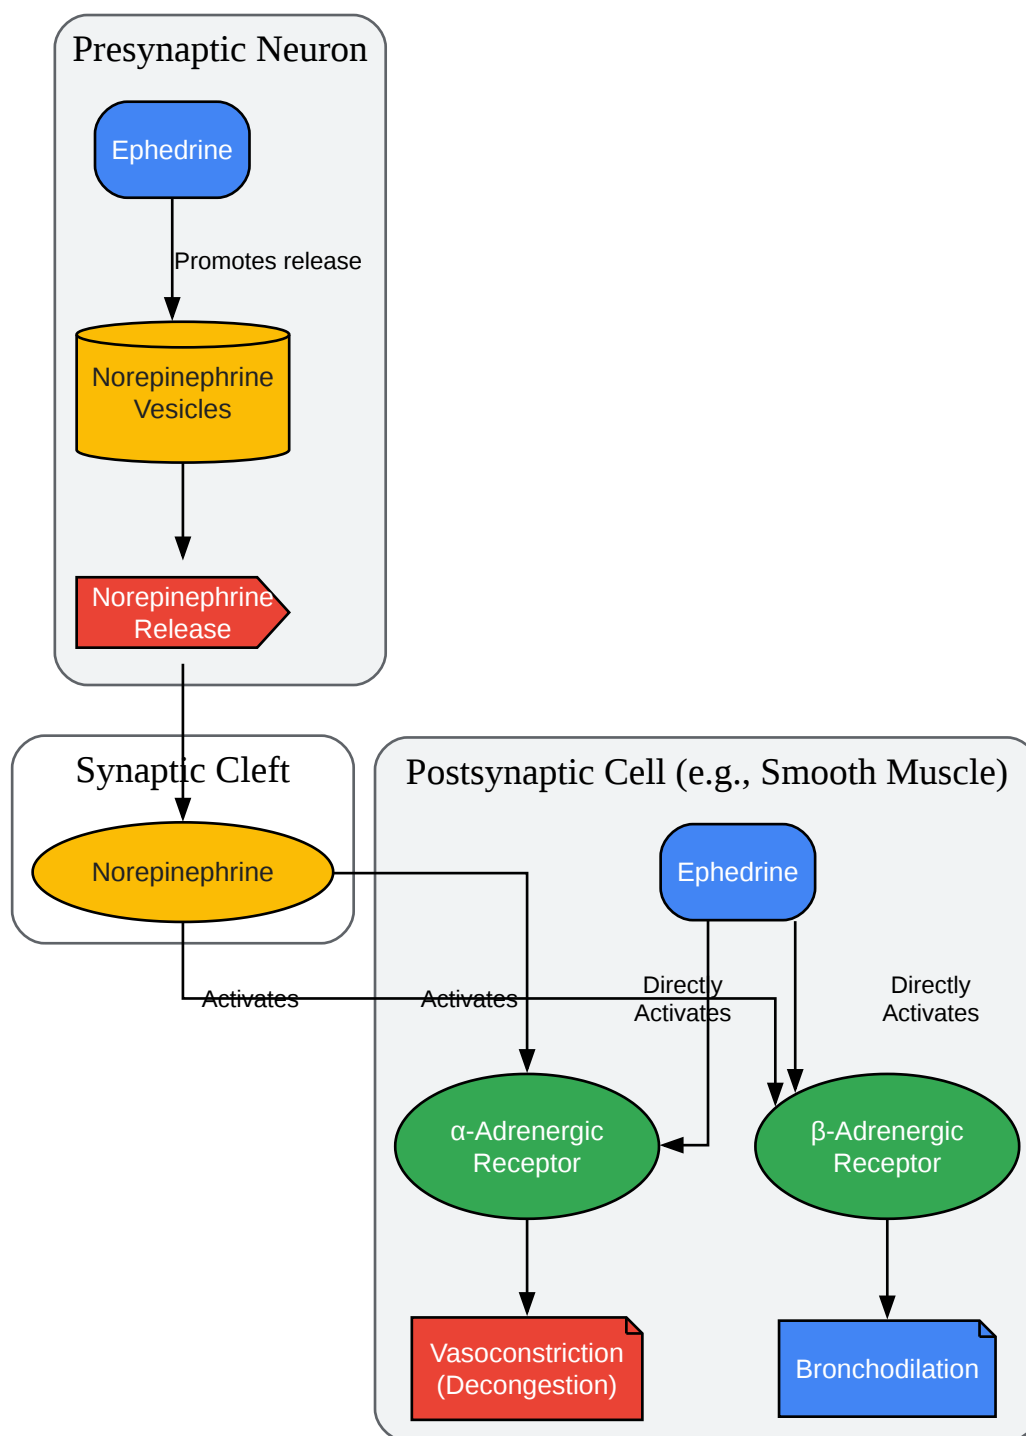 Presynaptic Neuron
Ephedrine
Promotes release
Norepinephrine
Vesicles
Norepinephrine
Release
Synaptic Cleft
Norepinephrine
Postsynaptic Cell (e.g., Smooth Muscle)
Ephedrine
Activates
Activates
Directly
Activates
Directly
Activates
α-Adrenergic
Receptor
β-Adrenergic
Receptor
Vasoconstriction
(Decongestion)
Bronchodilation